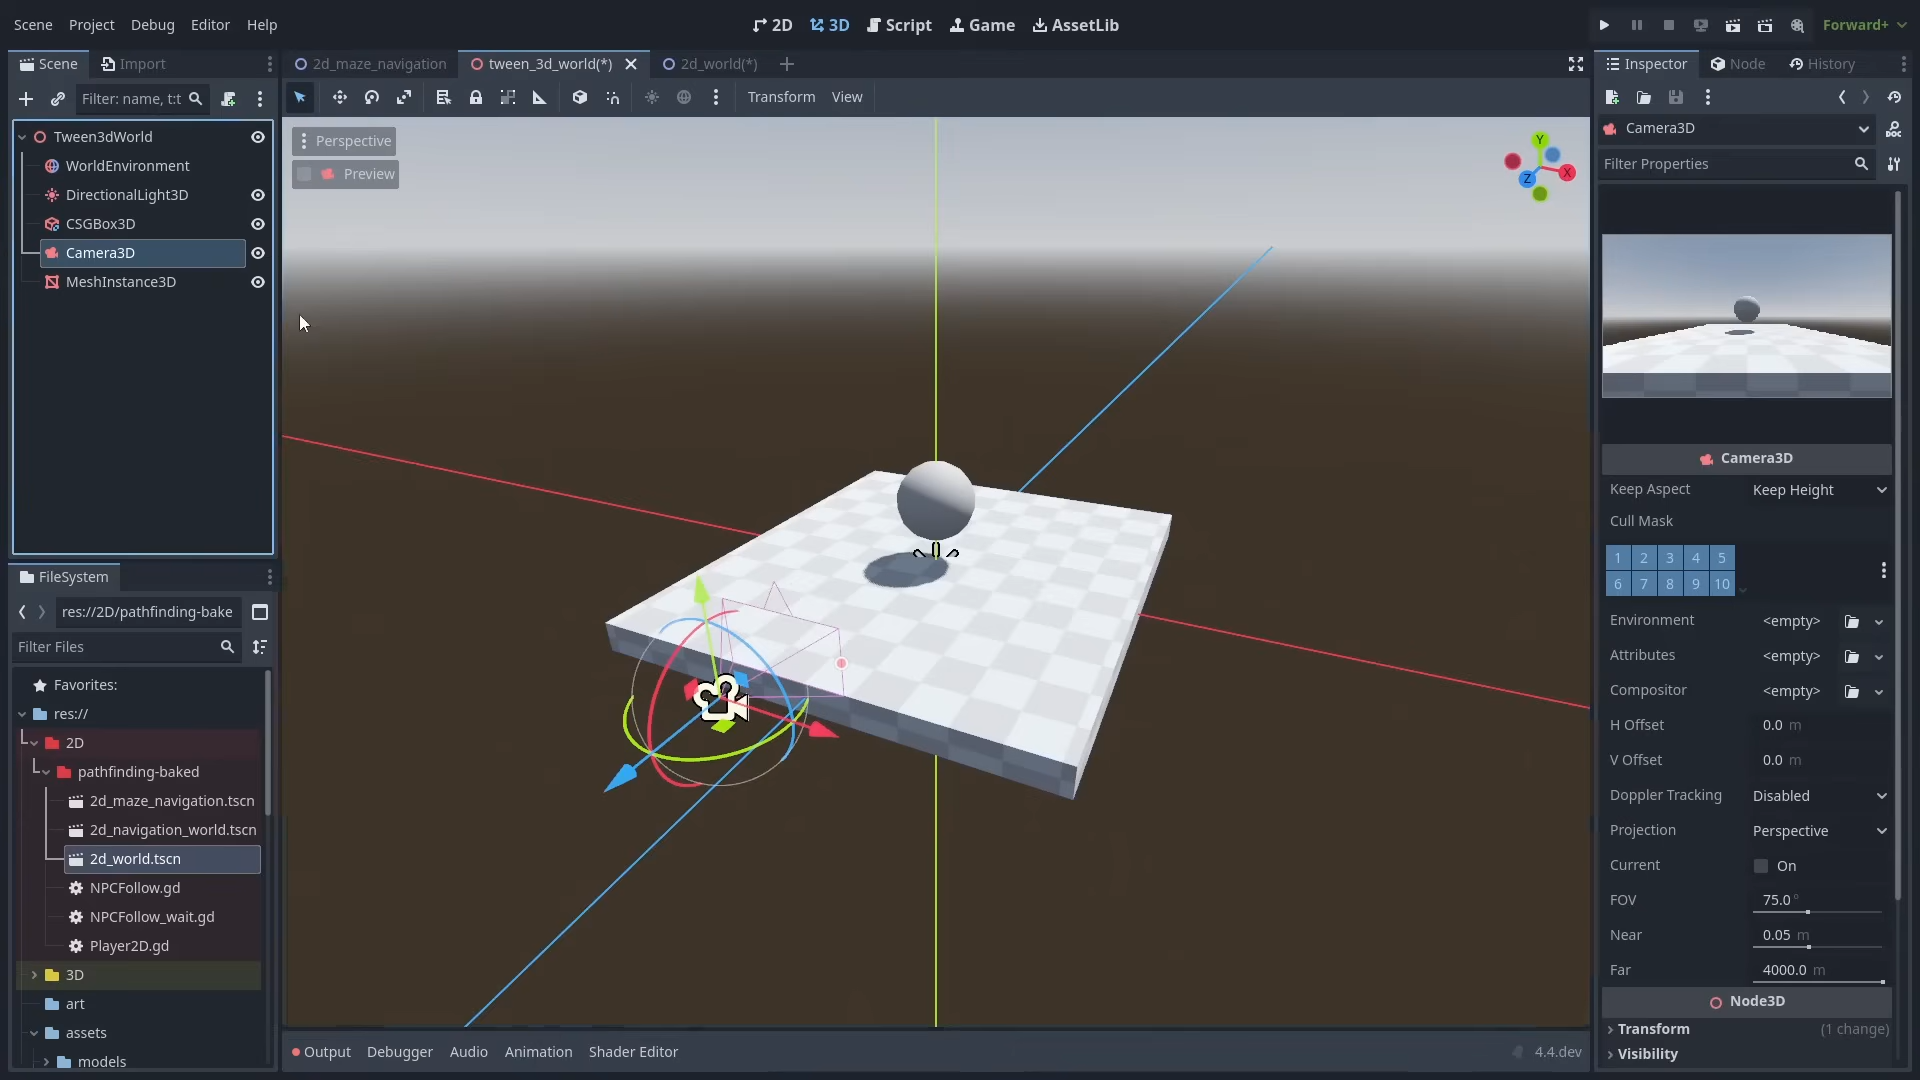 Scene Project Debug Editor Help
2D 3D Script Game AssetLib
Forward+
Scene Import
2d_maze_navigation tween_3d_world(*) 2d_world(*)
Inspector Node History
Filter: name, t:t
Transform View
Tween3dWorld
WorldEnvironment
DirectionalLight3D
CSGBox3D
Camera3D
MeshInstance3D
Perspective
Preview
Y
X
Z
Camera3D
DOC
Filter Properties
Camera3D
Keep Aspect Keep Height
Cull Mask
1 2 3 4 5
6 7 8 9 10
Environment <empty>
Attributes <empty>
Compositor <empty>
H Offset 0.0 m
V Offset 0.0 m
Doppler Tracking Disabled
Projection Perspective
Current On
FOV 75.0 °
Near 0.05 m
Far 4000.0 m
Node3D
Transform (1 change)
Visibility
FileSystem
res://2D/pathfinding-bake
Filter Files
Favorites:
res://
2D
pathfinding-baked
2d_maze_navigation.tscn
2d_navigation_world.tscn
2d_world.tscn
NPCFollow.gd
NPCFollow_wait.gd
Player2D.gd
3D
art
assets
models
Output Debugger Audio Animation Shader Editor
4.4.dev